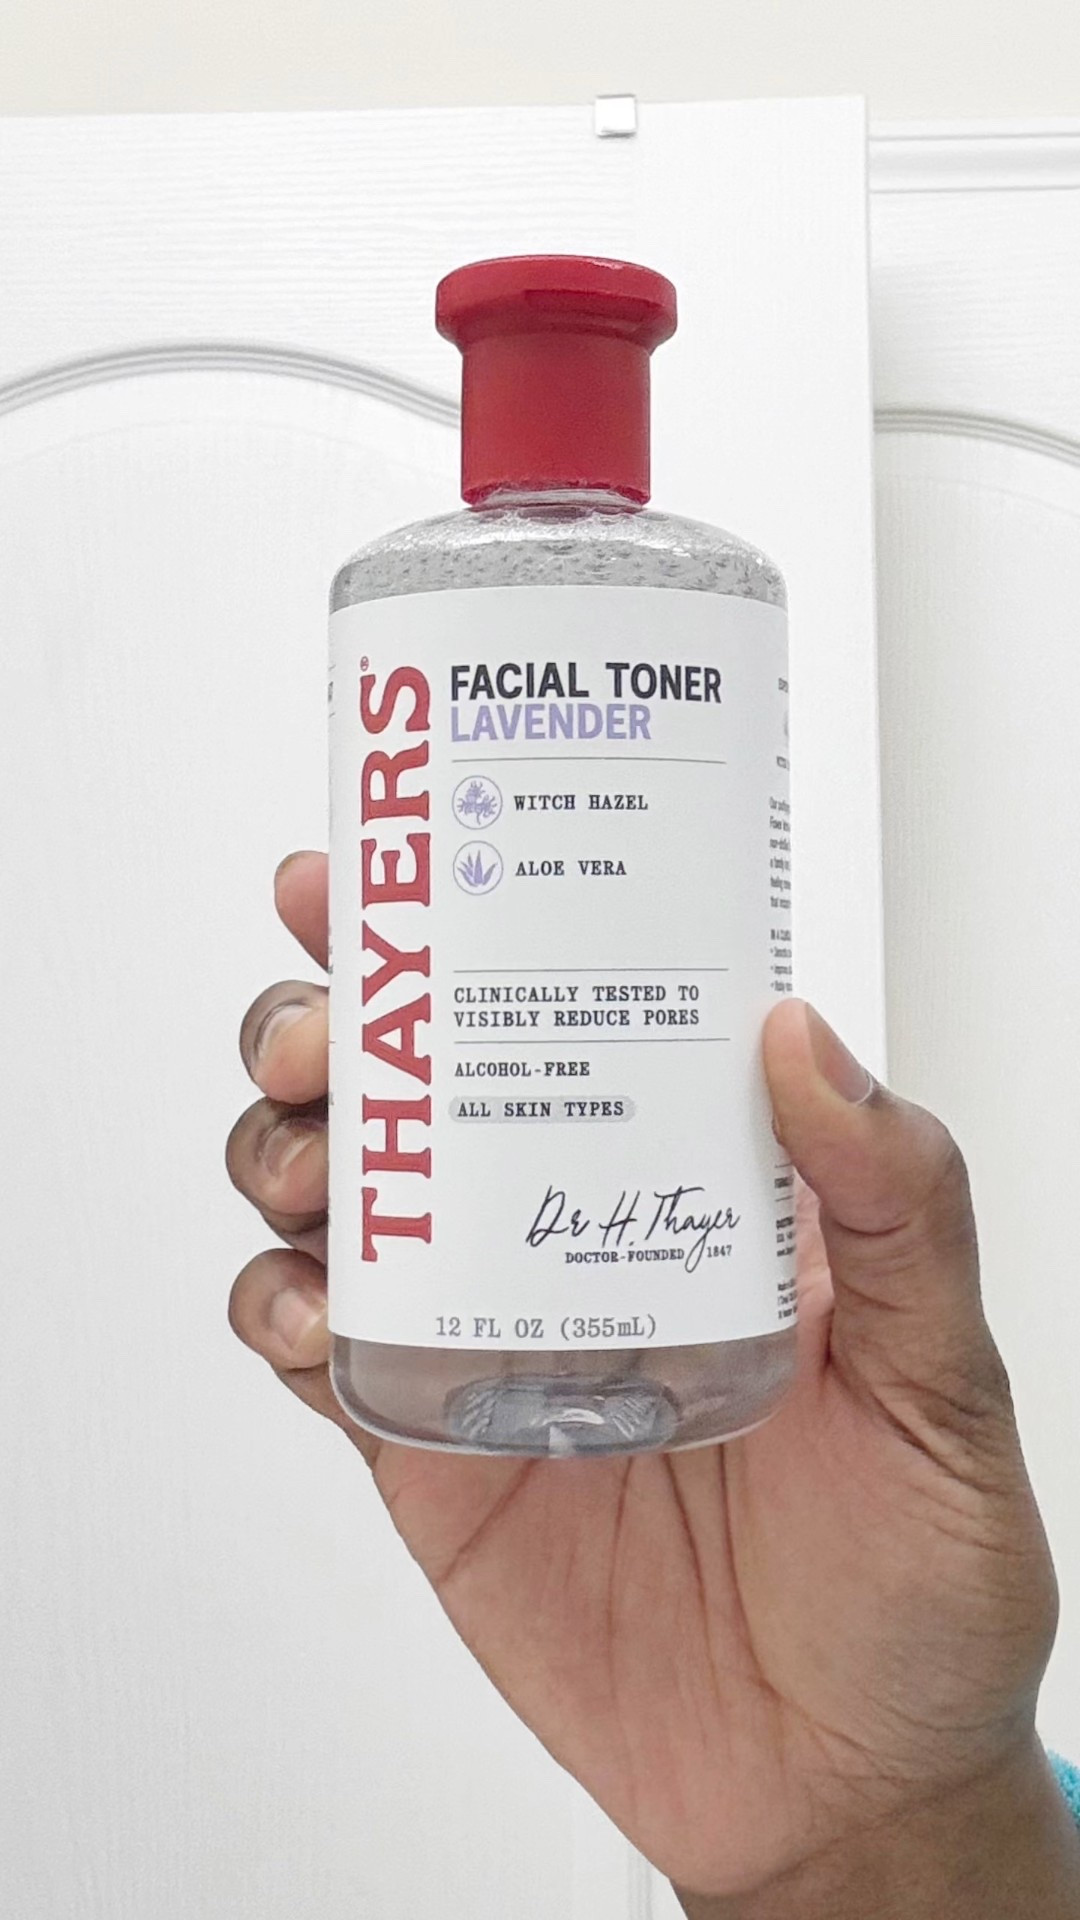 THAYERS®
FACIAL TONER
LAVENDER
WITCH HAZEL
ALOE VERA
CLINICALLY TESTED TO
VISIBLY REDUCE PORES
ALCOHOL-FREE
ALL SKIN TYPES
Dr H. Thayer
DOCTOR-FOUNDED 1847
12 FL OZ (355mL)